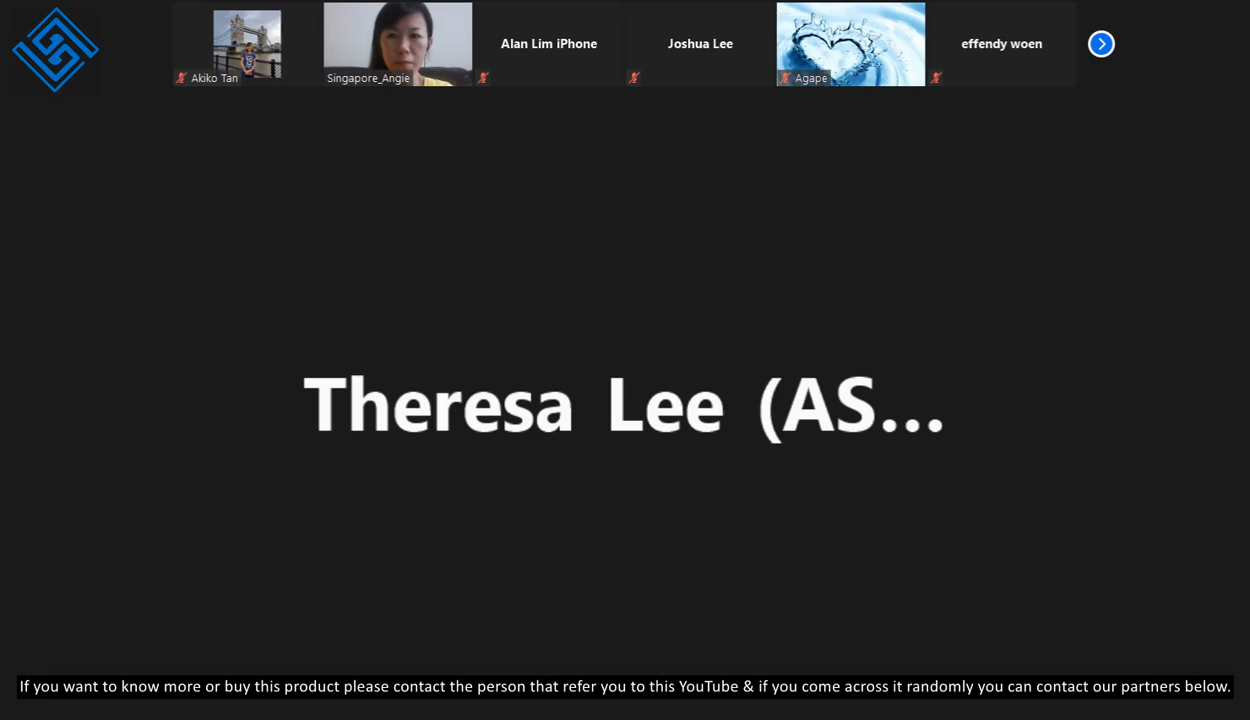 Akiko Tan
Singapore_Angie
Alan Lim iPhone
Joshua Lee
Agape
effendy woen
Theresa Lee (AS...
If you want to know more or buy this product please contact the person that refer you to this YouTube & if you come across it randomly you can contact our partners below.